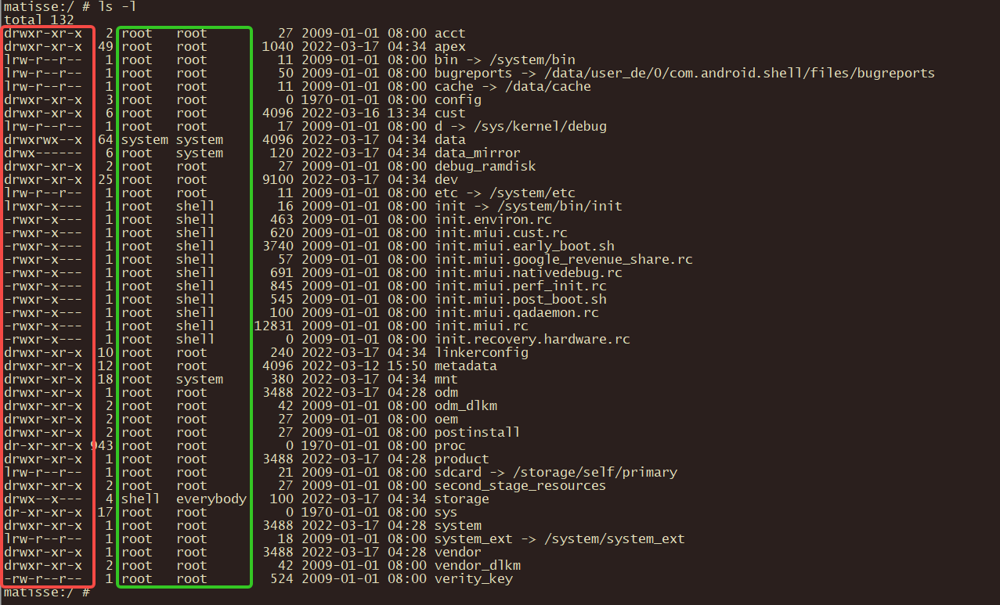 matisse:/ # ls -l
total 132
drwxr-xr-x 2 root root 27 2009-01-01 08:00 acct
drwxr-xr-x 49 root root 1040 2022-03-17 04:34 apex
lrw-r--r-- 1 root root 11 2009-01-01 08:00 bin -> /system/bin
lrw-r--r-- 1 root root 50 2009-01-01 08:00 bugreports -> /data/user_de/0/com.android.shell/files/bugreports
lrw-r--r-- 1 root root 11 2009-01-01 08:00 cache -> /data/cache
drwxr-xr-x 3 root root 0 1970-01-01 08:00 config
drwxr-xr-x 6 root root 4096 2022-03-16 13:34 cust
lrw-r--r-- 1 root root 17 2009-01-01 08:00 d -> /sys/kernel/debug
drwxrwx--x 64 system system 4096 2022-03-17 04:34 data
drwx------ 6 root system 120 2022-03-17 04:34 data_mirror
drwxr-xr-x 2 root root 27 2009-01-01 08:00 debug_ramdisk
drwxr-xr-x 25 root root 9100 2022-03-17 04:34 dev
lrw-r--r-- 1 root root 11 2009-01-01 08:00 etc -> /system/etc
lrwxr-x--- 1 root shell 16 2009-01-01 08:00 init -> /system/bin/init
-rwxr-x--- 1 root shell 463 2009-01-01 08:00 init.environ.rc
-rwxr-x--- 1 root shell 620 2009-01-01 08:00 init.miui.cust.rc
-rwxr-x--- 1 root shell 3740 2009-01-01 08:00 init.miui.early_boot.sh
-rwxr-x--- 1 root shell 57 2009-01-01 08:00 init.miui.google_revenue_share.rc
-rwxr-x--- 1 root shell 691 2009-01-01 08:00 init.miui.nativedebug.rc
-rwxr-x--- 1 root shell 845 2009-01-01 08:00 init.miui.perf_init.rc
-rwxr-x--- 1 root shell 545 2009-01-01 08:00 init.miui.post_boot.sh
-rwxr-x--- 1 root shell 100 2009-01-01 08:00 init.miui.qadaemon.rc
-rwxr-x--- 1 root shell 12831 2009-01-01 08:00 init.miui.rc
-rwxr-x--- 1 root shell 0 2009-01-01 08:00 init.recovery.hardware.rc
drwxr-xr-x 10 root root 240 2022-03-17 04:34 linkerconfig
drwxr-xr-x 12 root root 4096 2022-03-12 15:50 metadata
drwxr-xr-x 18 root system 380 2022-03-17 04:34 mnt
drwxr-xr-x 1 root root 3488 2022-03-17 04:28 odm
drwxr-xr-x 2 root root 42 2009-01-01 08:00 odm_dlkm
drwxr-xr-x 2 root root 27 2009-01-01 08:00 oem
drwxr-xr-x 2 root root 27 2009-01-01 08:00 postinstall
dr-xr-xr-x 943 root root 0 1970-01-01 08:00 proc
drwxr-xr-x 1 root root 3488 2022-03-17 04:28 product
lrw-r--r-- 1 root root 21 2009-01-01 08:00 sdcard -> /storage/self/primary
drwxr-xr-x 2 root root 27 2009-01-01 08:00 second_stage_resources
drwx--x--- 4 shell everybody 100 2022-03-17 04:34 storage
dr-xr-xr-x 17 root root 0 1970-01-01 08:00 sys
drwxr-xr-x 1 root root 3488 2022-03-17 04:28 system
lrw-r--r-- 1 root root 18 2009-01-01 08:00 system_ext -> /system/system_ext
drwxr-xr-x 1 root root 3488 2022-03-17 04:28 vendor
drwxr-xr-x 2 root root 42 2009-01-01 08:00 vendor_dlkm
-rw-r--r-- 1 root root 524 2009-01-01 08:00 verity_key
matisse:/ #